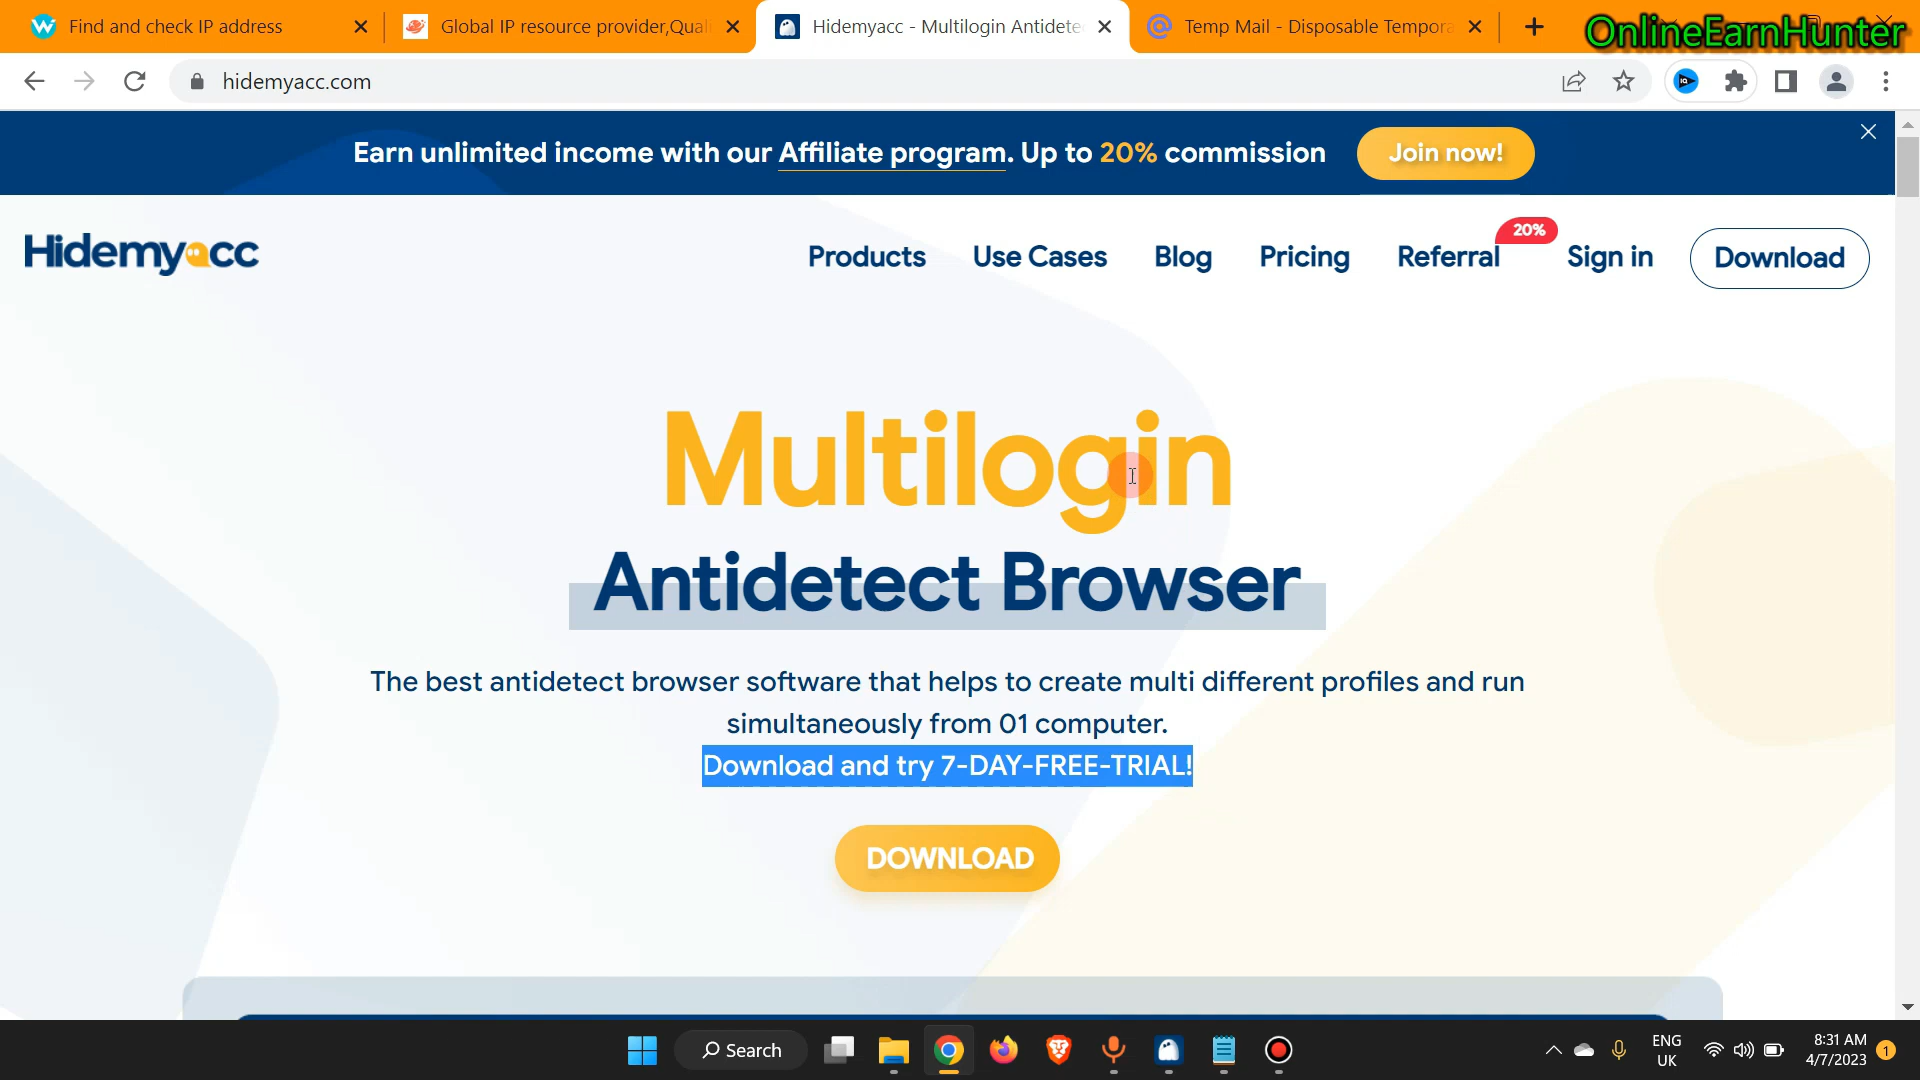 Find and check IP address
Global IP resource provider,Quali
Hidemyacc - Multilogin Antidete
Temp Mail - Disposable Tempora
OnlineEarnHunter
hidemyacc.com
Earn unlimited income with our Affiliate program. Up to 20% commission
Join now!
Hidemyacc
Products
Use Cases
Blog
Pricing
Referral
20%
Sign in
Download
Multilogin
Antidetect Browser
The best antidetect browser software that helps to create multi different profiles and run
simultaneously from 01 computer.
Download and try 7-DAY-FREE-TRIAL!
DOWNLOAD
Search
ENG
UK
8:31 AM
4/7/2023
1